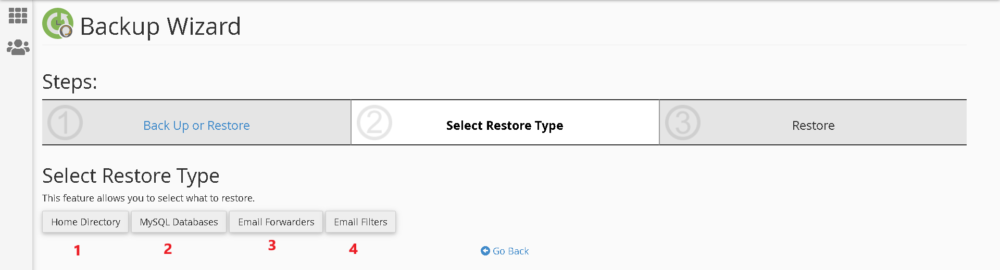 Backup Wizard
Steps:
1 Back Up or Restore
2 Select Restore Type
3 Restore
Select Restore Type
This feature allows you to select what to restore.
Home Directory MySQL Databases Email Forwarders Email Filters
1 2 3 4
Go Back